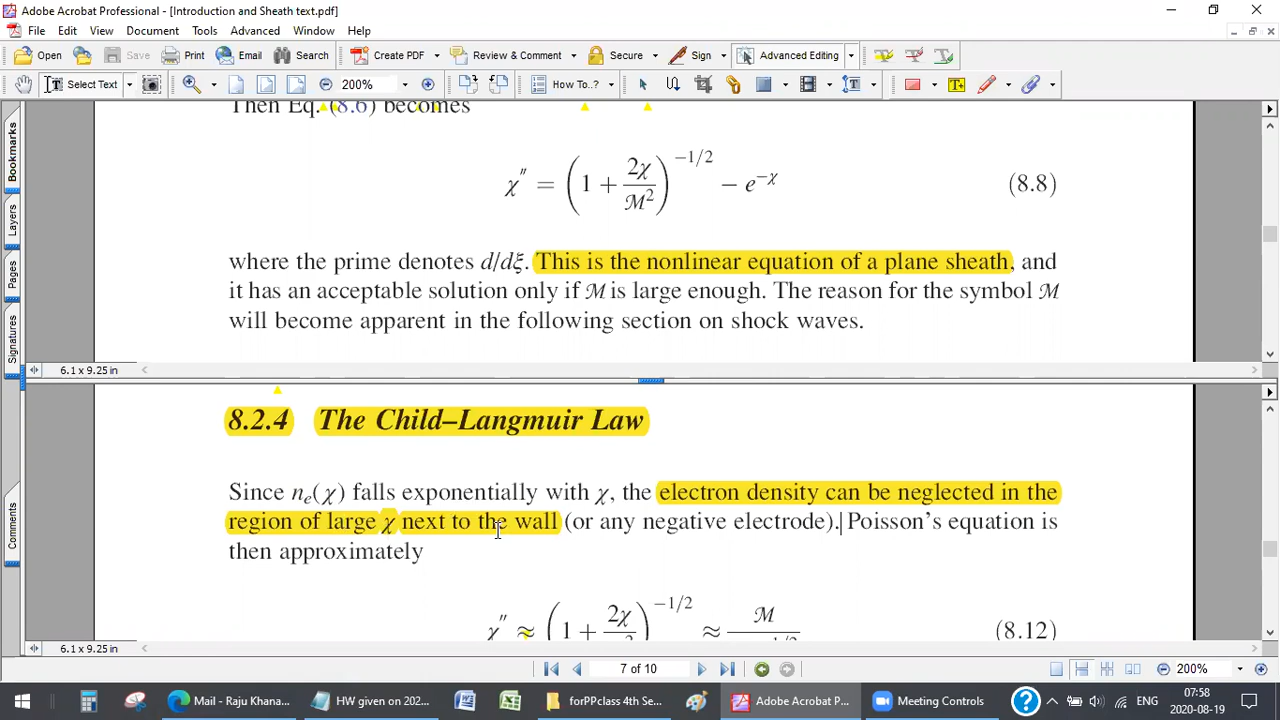 Adobe Acrobat Professional - [Introduction and Sheath text.pdf]
File Edit View Document Tools Advanced Window Help
Open Print Email Search Create PDF Review & Comment Secure Sign Advanced Editing
Select Text 200% How To..?
Bookmarks
Layers
Pages
Signatures
Comments
Then Eq. (8.6) becomes
χ″ = (1 + 2χ/ℳ²)^{−1/2} − e^{−χ} (8.8)
where the prime denotes d/dξ. This is the nonlinear equation of a plane sheath, and
it has an acceptable solution only if ℳ is large enough. The reason for the symbol ℳ
will become apparent in the following section on shock waves.
6.1 x 9.25 in
8.2.4 The Child–Langmuir Law
Since nₑ(χ) falls exponentially with χ, the electron density can be neglected in the
region of large χ next to the wall (or any negative electrode). Poisson's equation is
then approximately
χ″ ≈ (1 + 2χ/ )^{−1/2} ≈ ℳ (8.12)
6.1 x 9.25 in
7 of 10 200%
Mail - Raju Khana... HW given on 202... forPPclass 4th Se... Adobe Acrobat P... Meeting Controls ENG 07:58
2020-08-19